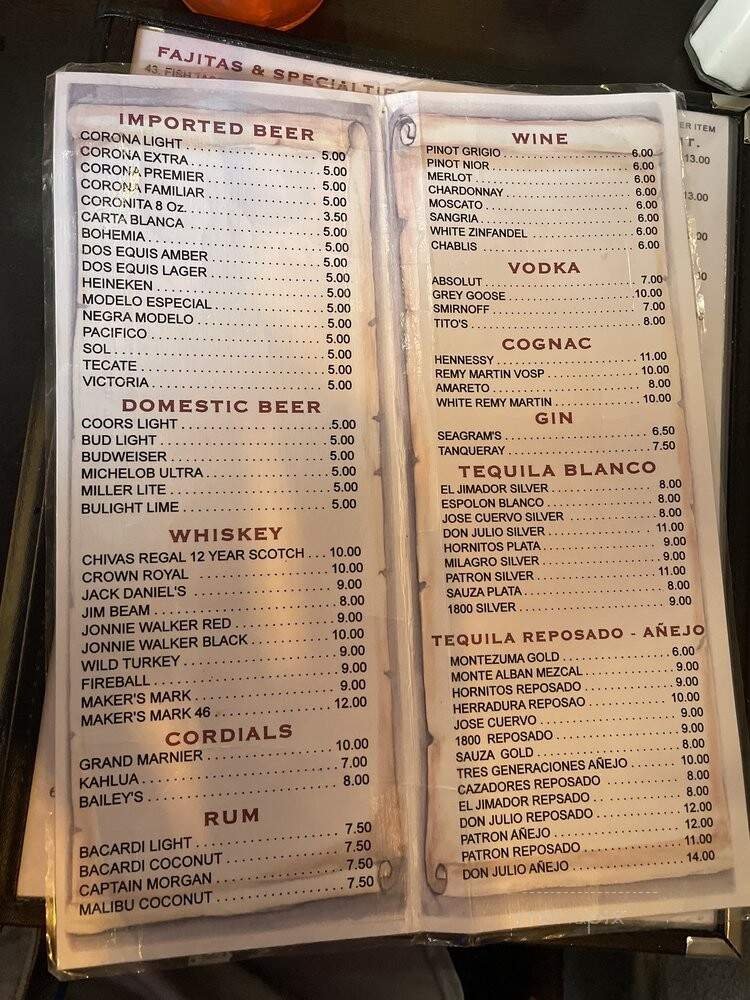 FAJITAS & SPECIALTIES
43. FISH
ER ITEM
13.00
13.00
IMPORTED BEER
CORONA LIGHT 5.00
CORONA EXTRA 5.00
CORONA PREMIER 5.00
CORONA FAMILIAR 5.00
CORONITA 8 Oz. 3.50
CARTA BLANCA 5.00
BOHEMIA 5.00
DOS EQUIS AMBER 5.00
DOS EQUIS LAGER 5.00
HEINEKEN 5.00
MODELO ESPECIAL 5.00
NEGRA MODELO 5.00
PACIFICO 5.00
SOL 5.00
TECATE 5.00
VICTORIA 5.00
DOMESTIC BEER
COORS LIGHT 5.00
BUD LIGHT 5.00
BUDWEISER 5.00
MICHELOB ULTRA 5.00
MILLER LITE 5.00
BULIGHT LIME 5.00
WHISKEY
CHIVAS REGAL 12 YEAR SCOTCH 10.00
CROWN ROYAL 10.00
JACK DANIEL'S 9.00
JIM BEAM 8.00
JONNIE WALKER RED 9.00
JONNIE WALKER BLACK 10.00
WILD TURKEY 9.00
FIREBALL 9.00
MAKER'S MARK 9.00
MAKER'S MARK 46 12.00
CORDIALS
GRAND MARNIER 10.00
KAHLUA 7.00
BAILEY'S 8.00
RUM
BACARDI LIGHT 7.50
BACARDI COCONUT 7.50
CAPTAIN MORGAN 7.50
MALIBU COCONUT 7.50
WINE
PINOT GRIGIO 6.00
PINOT NIOR 6.00
MERLOT 6.00
CHARDONNAY 6.00
MOSCATO 6.00
SANGRIA 6.00
WHITE ZINFANDEL 6.00
CHABLIS 6.00
VODKA
ABSOLUT 7.00
GREY GOOSE 10.00
SMIRNOFF 7.00
TITO'S 8.00
COGNAC
HENNESSY 11.00
REMY MARTIN VOSP 10.00
AMARETO 8.00
WHITE REMY MARTIN 10.00
GIN
SEAGRAM'S 6.50
TANQUERAY 7.50
TEQUILA BLANCO
EL JIMADOR SILVER 8.00
ESPOLON BLANCO 8.00
JOSE CUERVO SILVER 8.00
DON JULIO SILVER 11.00
HORNITOS PLATA 9.00
MILAGRO SILVER 9.00
PATRON SILVER 11.00
SAUZA PLATA 8.00
1800 SILVER 9.00
TEQUILA REPOSADO - AÑEJO
MONTEZUMA GOLD 6.00
MONTE ALBAN MEZCAL 9.00
HORNITOS REPOSADO 9.00
HERRADURA REPOSAO 10.00
JOSE CUERVO 9.00
1800 REPOSADO 9.00
SAUZA GOLD 8.00
TRES GENERACIONES AÑEJO 10.00
CAZADORES REPOSADO 8.00
EL JIMADOR REPSADO 8.00
DON JULIO REPOSADO 12.00
PATRON AÑEJO 12.00
PATRON REPOSADO 11.00
DON JULIO AÑEJO 14.00